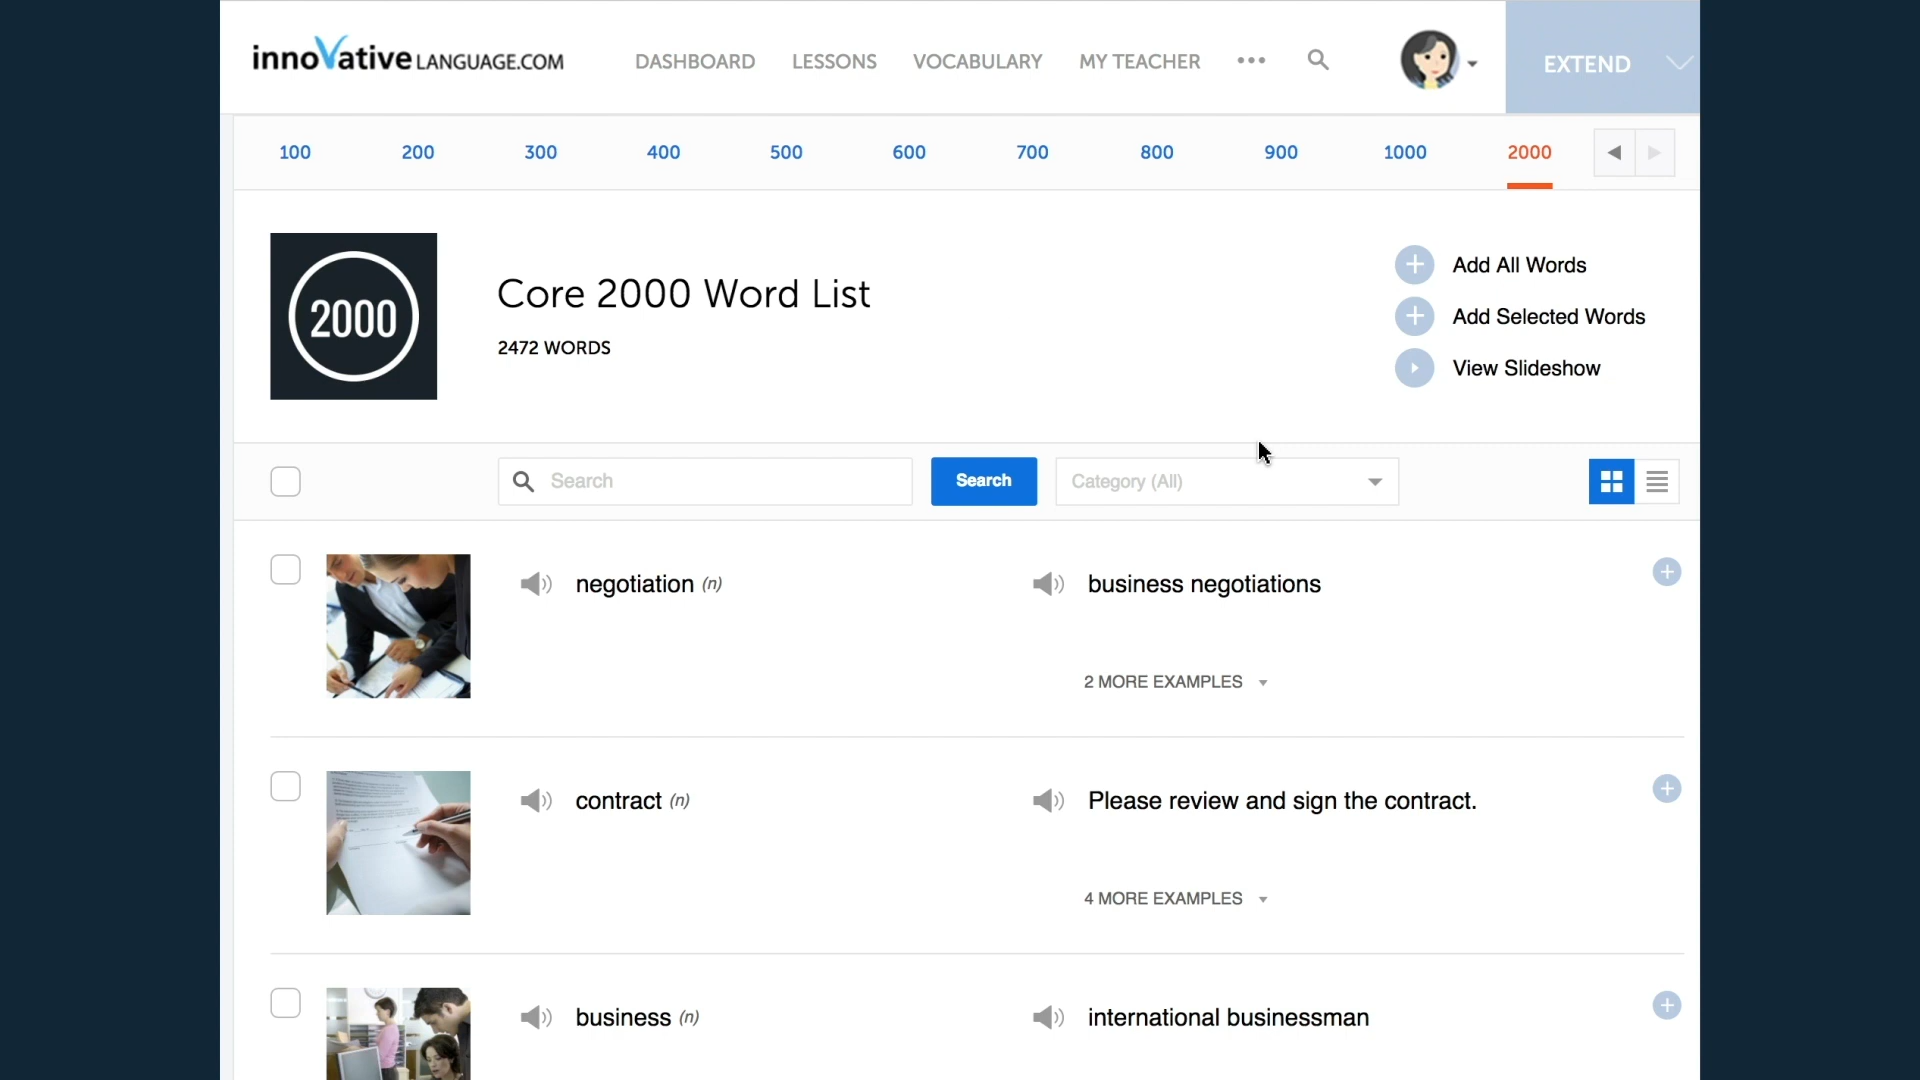 innoVative LANGUAGE.COM
DASHBOARD LESSONS VOCABULARY MY TEACHER ••• EXTEND
100 200 300 400 500 600 700 800 900 1000 2000
2000
Core 2000 Word List
2472 WORDS
Add All Words
Add Selected Words
View Slideshow
Search Search Category (All)
negotiation (n) business negotiations
2 MORE EXAMPLES
contract (n) Please review and sign the contract.
4 MORE EXAMPLES
business (n) international businessman